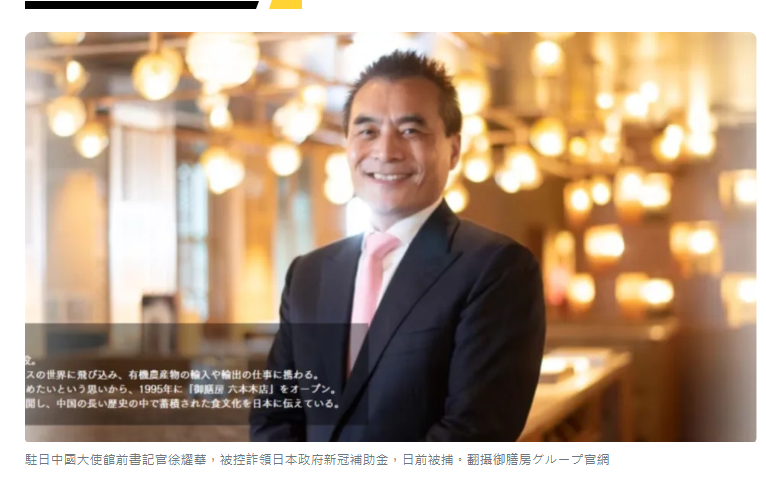 金。
スの世界に飛び込み、有機農産物の輸入や輸出の仕事に携わる。
めたいという思いから、1995年に「御膳房 六本木店」をオープン。
開し、中国の長い歴史の中で蓄積された食文化を日本に伝えている。
駐日中國大使館前書記官徐耀華，被控詐領日本政府新冠補助金，日前被捕。翻攝御膳房グループ官網